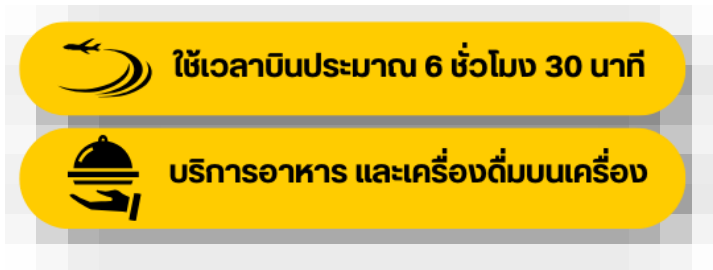 ใช้เวลาบินประมาณ 6 ชั่วโมง 30 นาที
บริการอาหาร และเครื่องดื่มบนเครื่อง